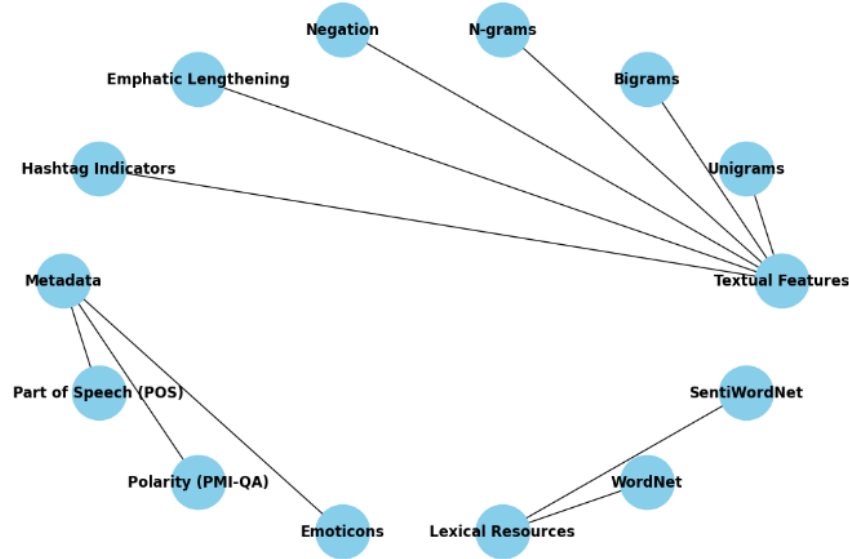 Negation
N-grams
Emphatic Lengthening
Bigrams
Hashtag Indicators
Unigrams
Metadata
Textual Features
Part of Speech (POS)
SentiWordNet
Polarity (PMI-QA)
WordNet
Emoticons
Lexical Resources